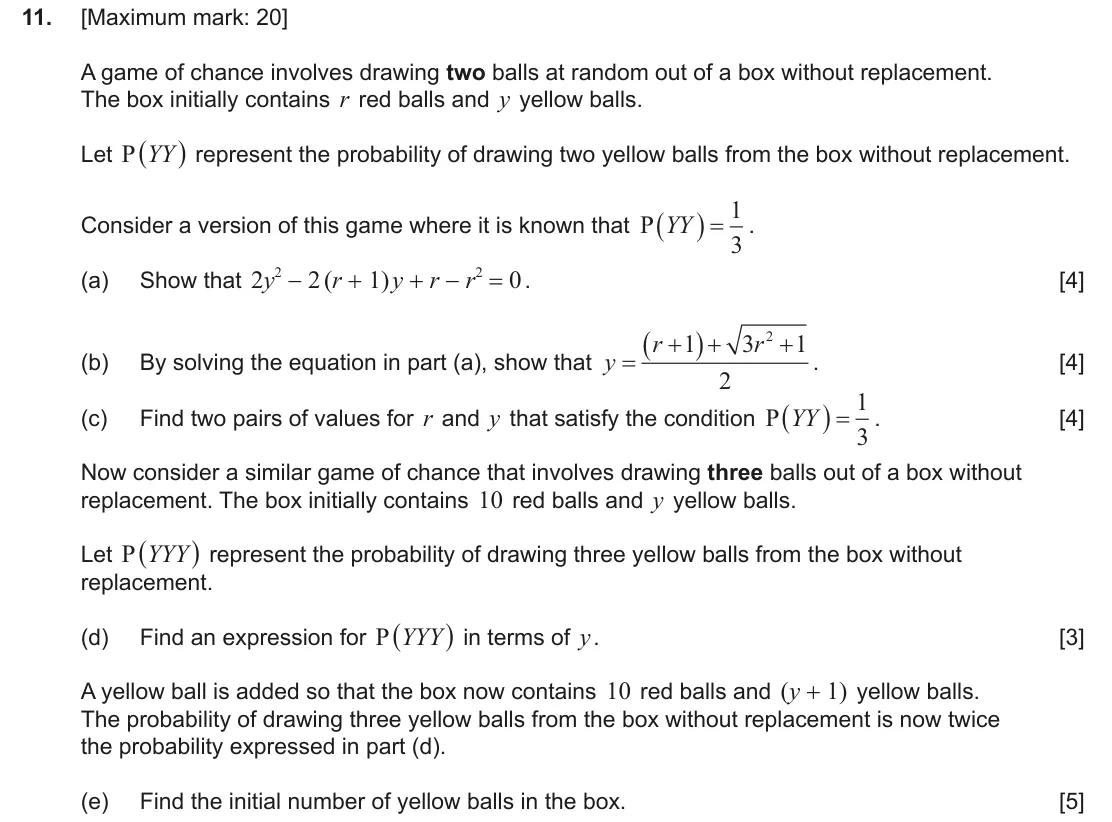 11. [Maximum mark: 20]
A game of chance involves drawing two balls at random out of a box without replacement.
The box initially contains r red balls and y yellow balls.
Let P(YY) represent the probability of drawing two yellow balls from the box without replacement.
Consider a version of this game where it is known that P(YY) = 1/3.
(a) Show that 2y² − 2(r + 1)y + r − r² = 0. [4]
(b) By solving the equation in part (a), show that y = ((r + 1) + √(3r² + 1))/2. [4]
(c) Find two pairs of values for r and y that satisfy the condition P(YY) = 1/3. [4]
Now consider a similar game of chance that involves drawing three balls out of a box without
replacement. The box initially contains 10 red balls and y yellow balls.
Let P(YYY) represent the probability of drawing three yellow balls from the box without
replacement.
(d) Find an expression for P(YYY) in terms of y. [3]
A yellow ball is added so that the box now contains 10 red balls and (y + 1) yellow balls.
The probability of drawing three yellow balls from the box without replacement is now twice
the probability expressed in part (d).
(e) Find the initial number of yellow balls in the box. [5]